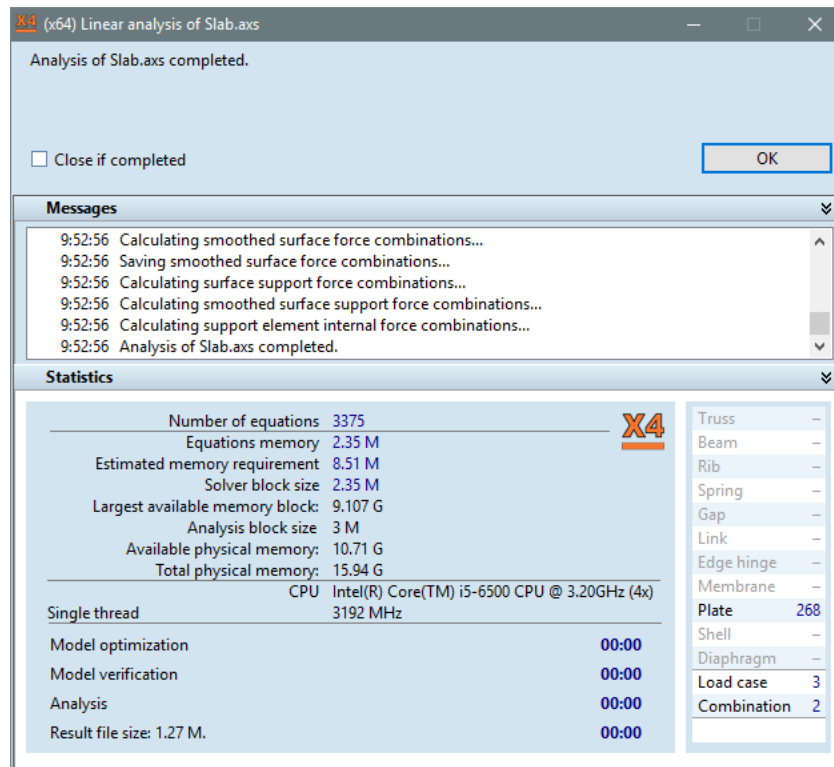 X4 (x64) Linear analysis of Slab.axs
Analysis of Slab.axs completed.
Close if completed
OK
Messages
9:52:56 Calculating smoothed surface force combinations...
9:52:56 Saving smoothed surface force combinations...
9:52:56 Calculating surface support force combinations...
9:52:56 Calculating smoothed surface support force combinations...
9:52:56 Calculating support element internal force combinations...
9:52:56 Analysis of Slab.axs completed.
Statistics
Number of equations 3375
X4
Equations memory 2.35 M
Estimated memory requirement 8.51 M
Solver block size 2.35 M
Largest available memory block: 9.107 G
Analysis block size 3 M
Available physical memory: 10.71 G
Total physical memory: 15.94 G
CPU Intel(R) Core(TM) i5-6500 CPU @ 3.20GHz (4x)
Single thread 3192 MHz
Model optimization 00:00
Model verification 00:00
Analysis 00:00
Result file size: 1.27 M. 00:00
Truss –
Beam –
Rib –
Spring –
Gap –
Link –
Edge hinge –
Membrane –
Plate 268
Shell –
Diaphragm –
Load case 3
Combination 2